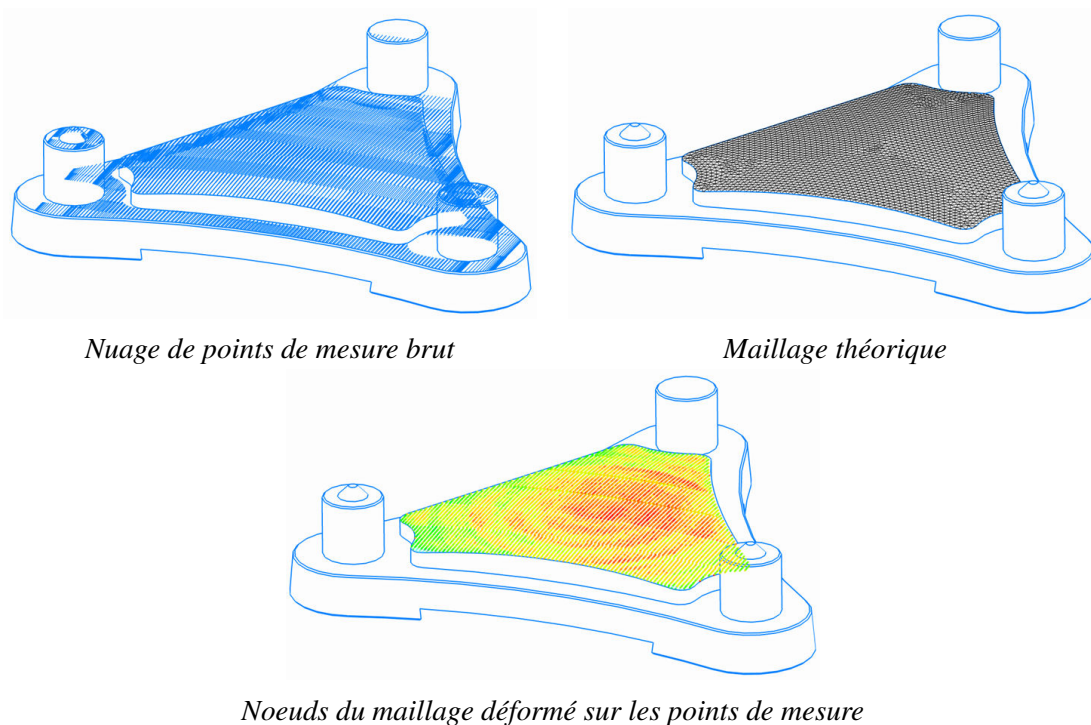 Nuage de points de mesure brut
Maillage théorique
Noeuds du maillage déformé sur les points de mesure